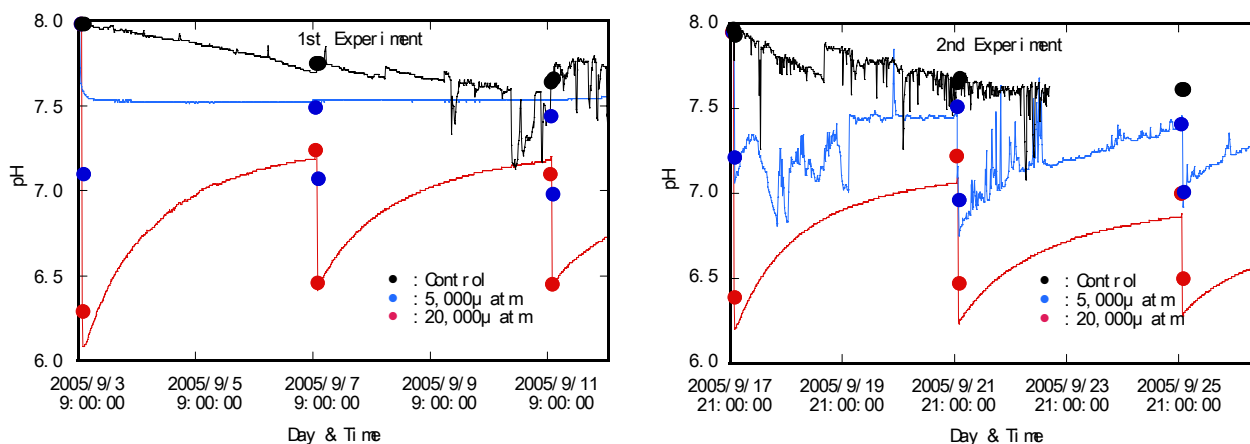 8.0
1st Experiment
7.5
pH
7.0
6.5
: Control
: 5,000μ atm
: 20,000μ atm
6.0
2005/9/3 2005/9/5 2005/9/7 2005/9/9 2005/9/11
9:00:00 9:00:00 9:00:00 9:00:00 9:00:00
Day & Time
8.0
2nd Experiment
7.5
pH
7.0
6.5
: Control
: 5,000μ atm
: 20,000μ atm
6.0
2005/9/17 2005/9/19 2005/9/21 2005/9/23 2005/9/25
21:00:00 21:00:00 21:00:00 21:00:00 21:00:00
Day & Time